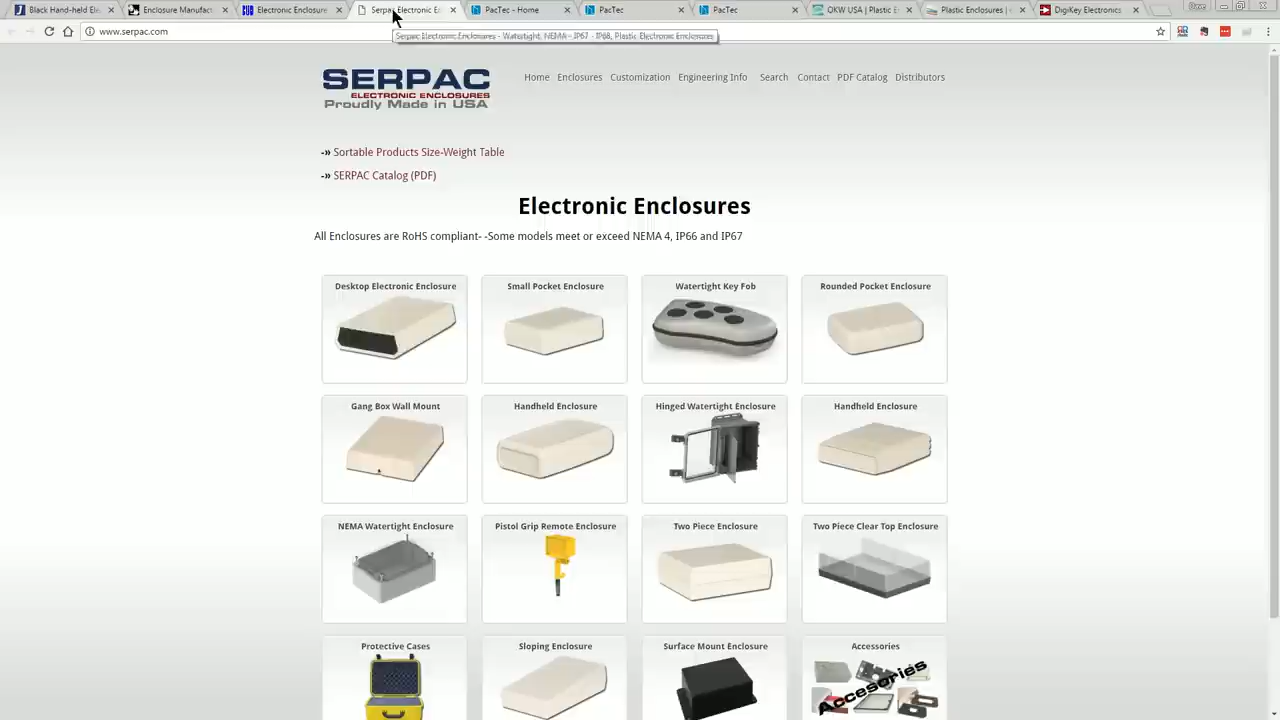 Black Hand-held Ele
Enclosure Manufact
Electronic Enclosure
Serpac Electronic En
PacTec - Home
PacTec
PacTec
OKW USA | Plastic E
Plastic Enclosures |
DigiKey Electronics
www.serpac.com
Serpac Electronic Enclosures - Watertight, NEMA - IP67 - IP68, Plastic Electronic Enclosures
SERPAC
ELECTRONIC ENCLOSURES
Proudly Made in USA
Home Enclosures Customization Engineering Info Search Contact PDF Catalog Distributors
-» Sortable Products Size-Weight Table
-» SERPAC Catalog (PDF)
Electronic Enclosures
All Enclosures are RoHS compliant- -Some models meet or exceed NEMA 4, IP66 and IP67
Desktop Electronic Enclosure
Small Pocket Enclosure
Watertight Key Fob
Rounded Pocket Enclosure
Gang Box Wall Mount
Handheld Enclosure
Hinged Watertight Enclosure
Handheld Enclosure
NEMA Watertight Enclosure
Pistol Grip Remote Enclosure
Two Piece Enclosure
Two Piece Clear Top Enclosure
Protective Cases
Sloping Enclosure
Surface Mount Enclosure
Accessories
Accesories